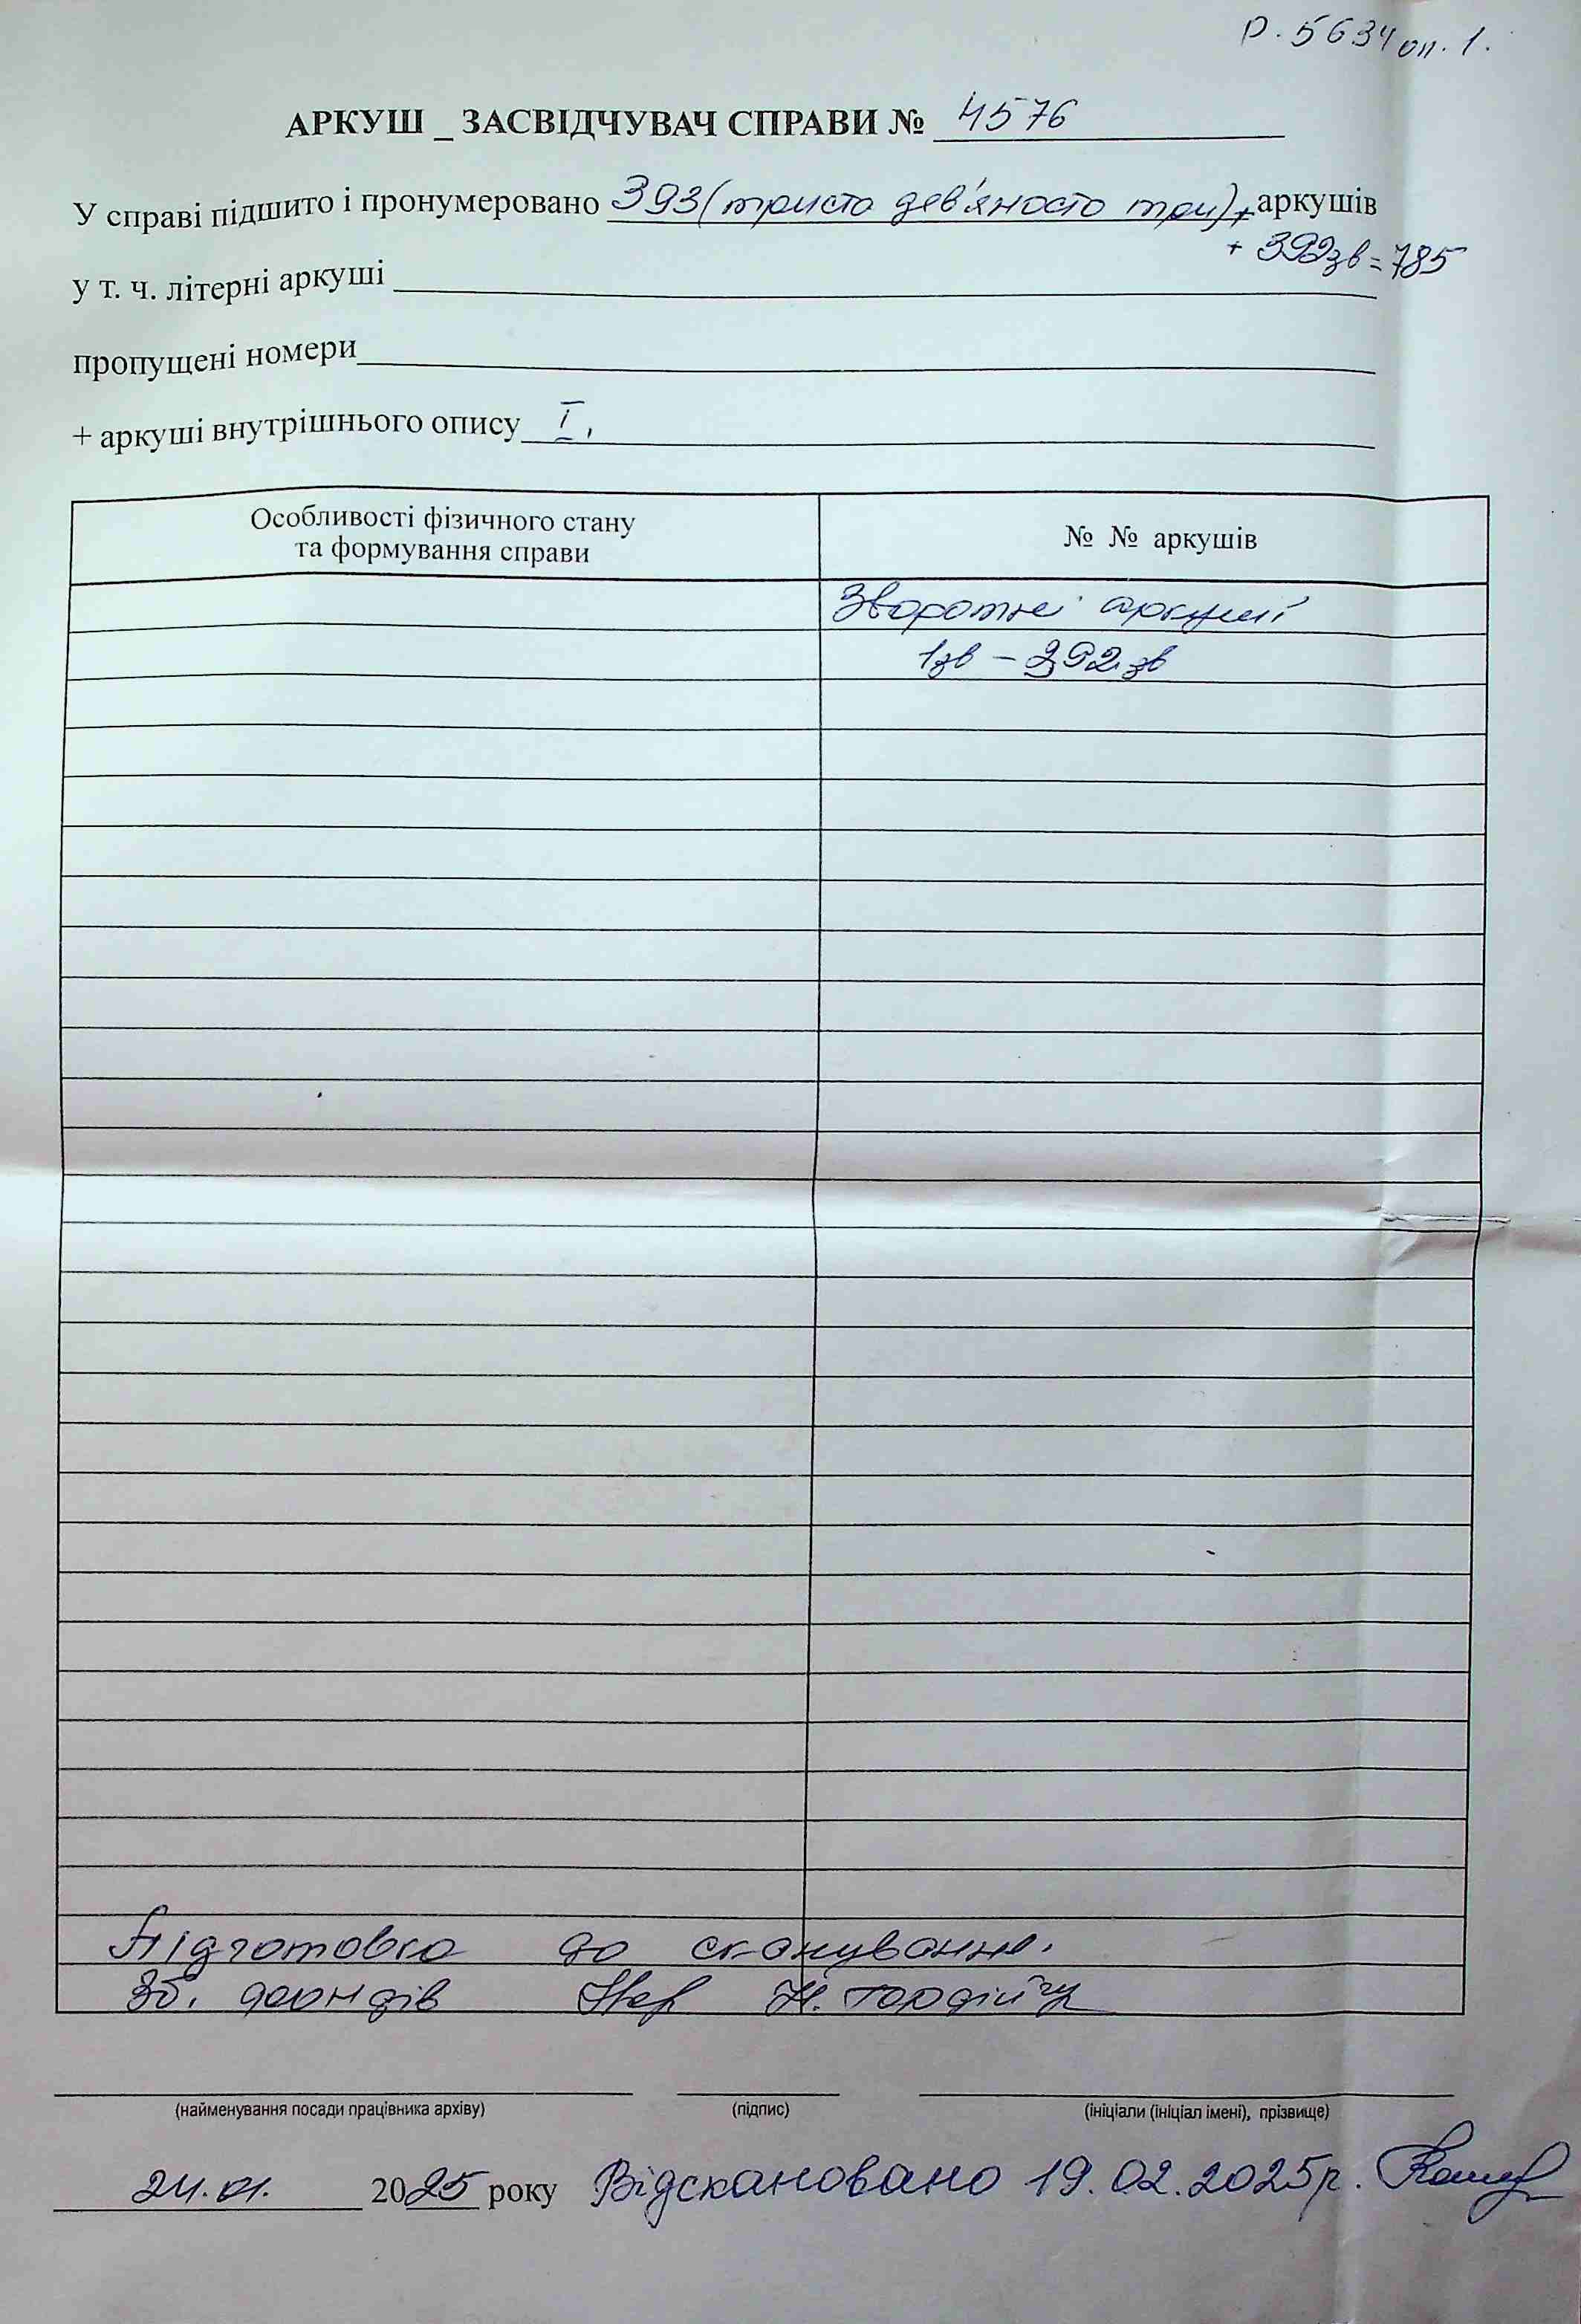 Р. 5634 оп. 1.
АРКУШ _ ЗАСВІДЧУВАЧ СПРАВИ № 4576
У справі підшито і пронумеровано 393 (триста дев'яносто три) + аркушів
+ 392зв = 785
у т. ч. літерні аркуші
пропущені номери
+ аркуші внутрішнього опису I,
Особливості фізичного стану
та формування справи
№ № аркушів
Зворотні аркуші
1зв – 392 зв
Підготовка до сканування.
Зб. фондів Н. Гордійчук
(найменування посади працівника архіву) (підпис) (ініціали (ініціал імені), прізвище)
24.01. 2025 року Відскановано 19.02.2025р.